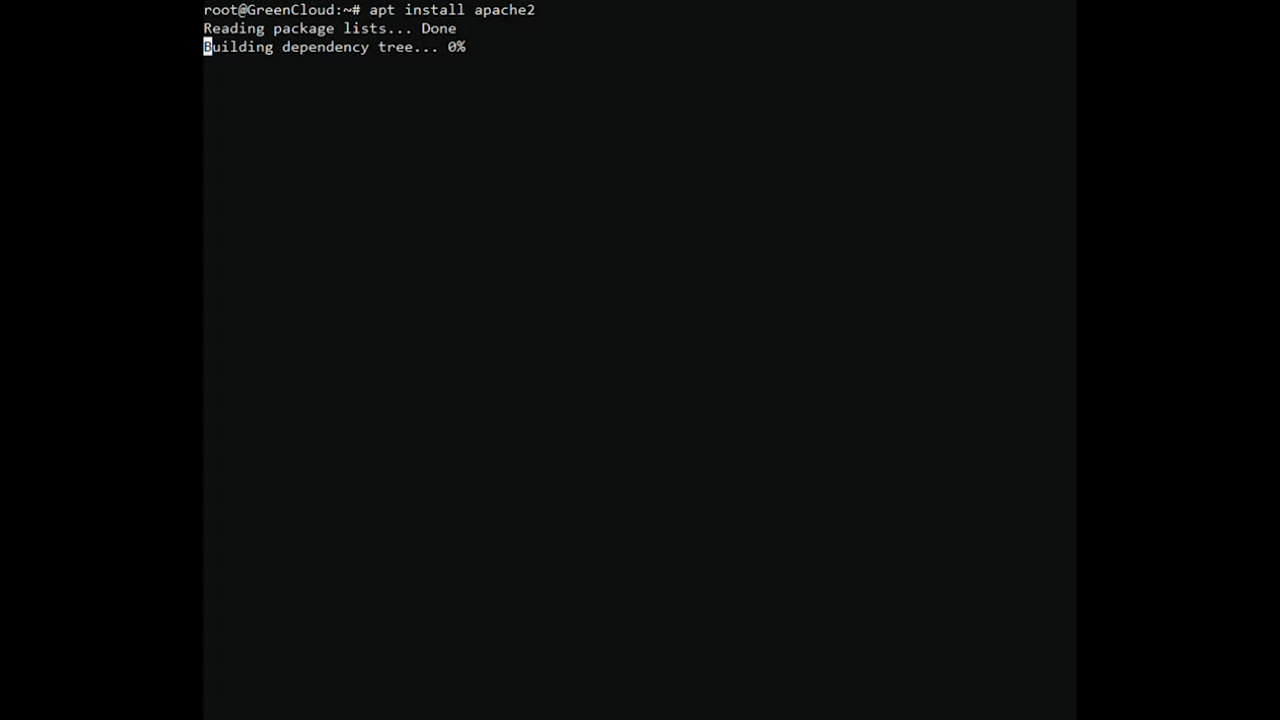 root@GreenCloud:~# apt install apache2
Reading package lists... Done
Building dependency tree... 0%